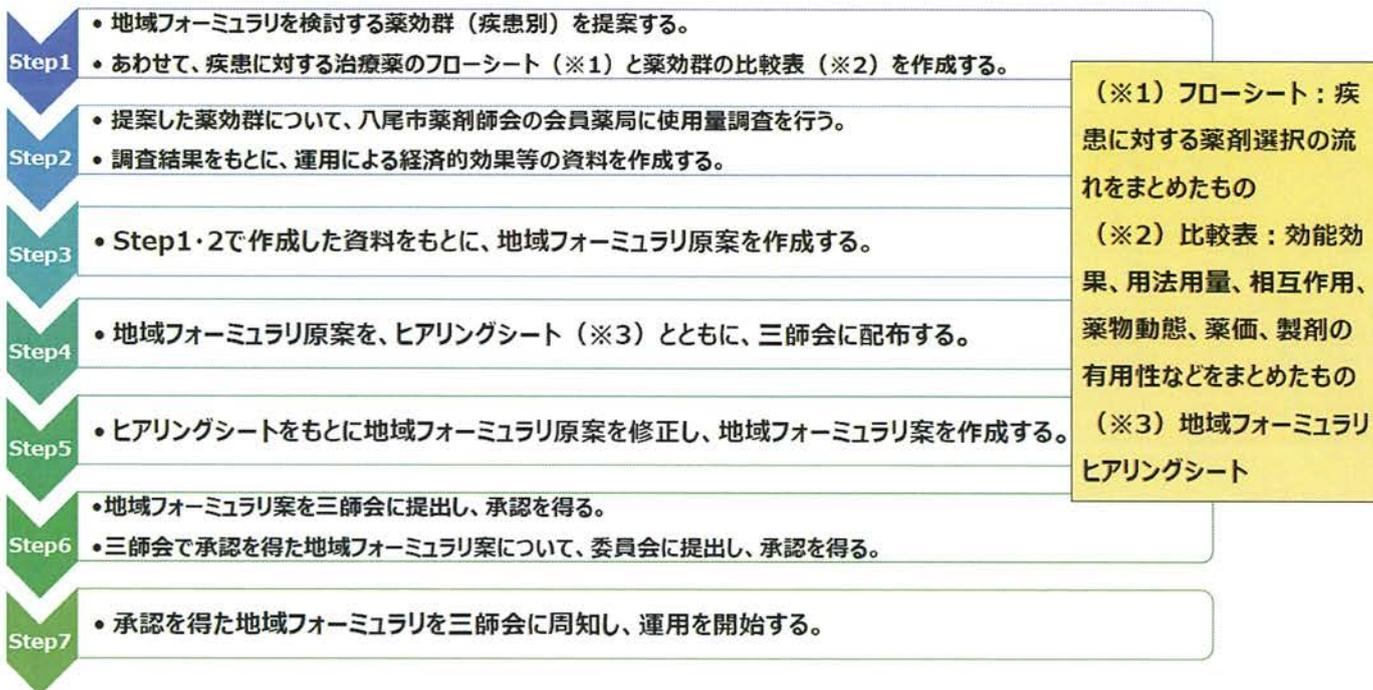 Step1
• 地域フォーミュラリを検討する薬効群（疾患別）を提案する。
• あわせて、疾患に対する治療薬のフローシート（※1）と薬効群の比較表（※2）を作成する。
Step2
• 提案した薬効群について、八尾市薬剤師会の会員薬局に使用量調査を行う。
• 調査結果をもとに、運用による経済的効果等の資料を作成する。
Step3
• Step1・2で作成した資料をもとに、地域フォーミュラリ原案を作成する。
Step4
• 地域フォーミュラリ原案を、ヒアリングシート（※3）とともに、三師会に配布する。
Step5
• ヒアリングシートをもとに地域フォーミュラリ原案を修正し、地域フォーミュラリ案を作成する。
Step6
•地域フォーミュラリ案を三師会に提出し、承認を得る。
•三師会で承認を得た地域フォーミュラリ案について、委員会に提出し、承認を得る。
Step7
• 承認を得た地域フォーミュラリを三師会に周知し、運用を開始する。
（※1）フローシート：疾
患に対する薬剤選択の流
れをまとめたもの
（※2）比較表：効能効
果、用法用量、相互作用、
薬物動態、薬価、製剤の
有用性などをまとめたもの
（※3）地域フォーミュラリ
ヒアリングシート